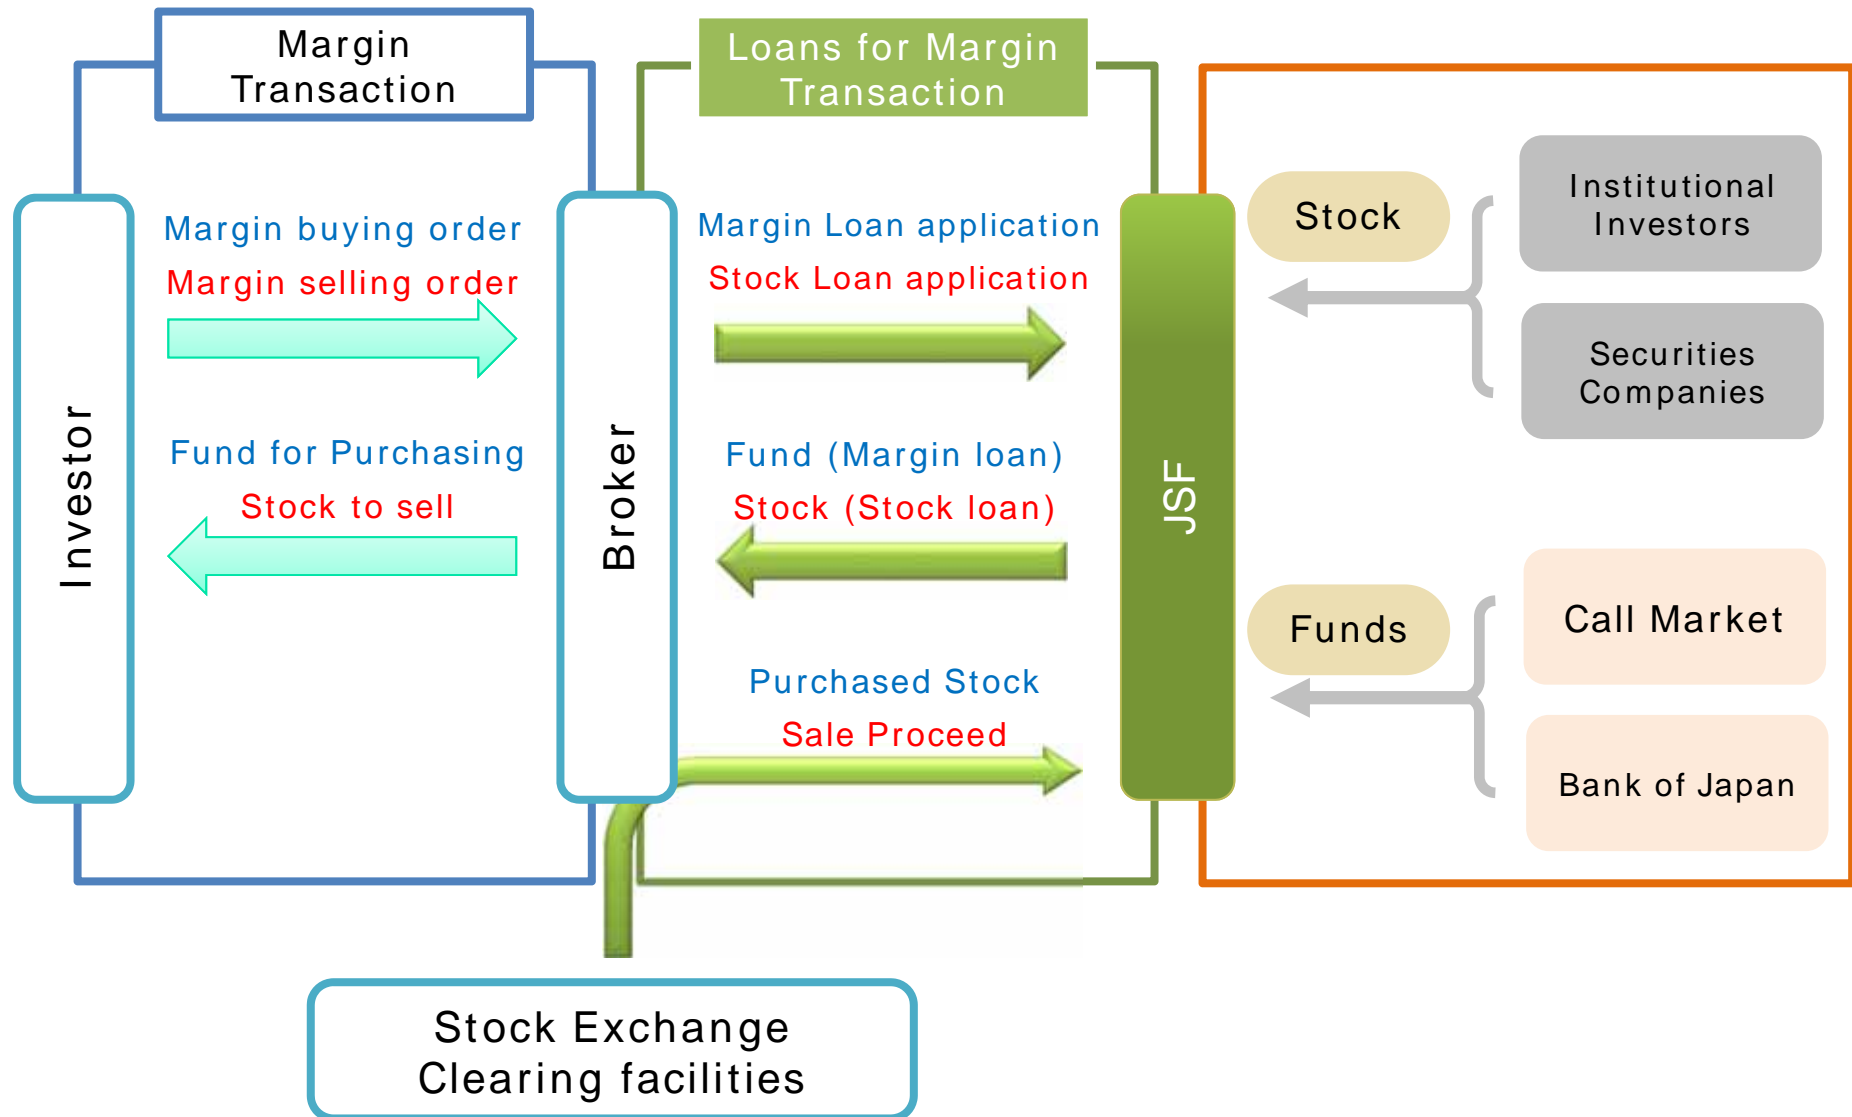 Margin
Transaction
Loans for Margin
Transaction
Investor
Margin buying order
Margin selling order
Fund for Purchasing
Stock to sell
Broker
Margin Loan application
Stock Loan application
Fund (Margin loan)
Stock (Stock loan)
Purchased Stock
Sale Proceed
JSF
Stock
Institutional
Investors
Securities
Companies
Funds
Call Market
Bank of Japan
Stock Exchange
Clearing facilities